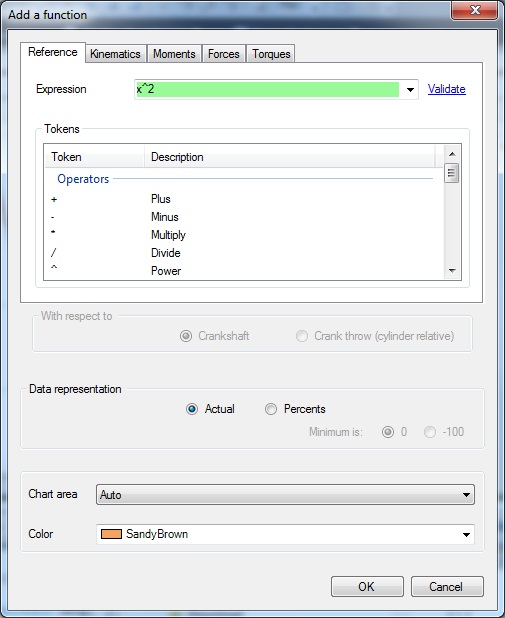 Add a function
Reference Kinematics Moments Forces Torques
Expression x^2 Validate
Tokens
Token Description
Operators
+ Plus
- Minus
* Multiply
/ Divide
^ Power
With respect to
Crankshaft Crank throw (cylinder relative)
Data representation
Actual Percents
Minimum is: 0 -100
Chart area Auto
Color SandyBrown
OK Cancel